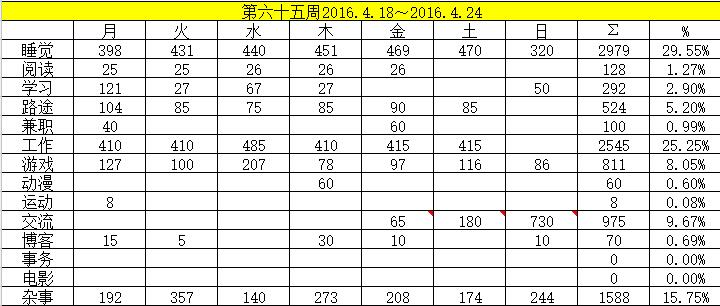 第六十五周2016.4.18～2016.4.24
月 火 水 木 金 土 日 Σ %
睡觉 398 431 440 451 469 470 320 2979 29.55%
阅读 25 25 26 26 26 128 1.27%
学习 121 27 67 27 50 292 2.90%
路途 104 85 75 85 90 85 524 5.20%
兼职 40 60 100 0.99%
工作 410 410 485 410 415 415 2545 25.25%
游戏 127 100 207 78 97 116 86 811 8.05%
动漫 60 60 0.60%
运动 8 8 0.08%
交流 65 180 730 975 9.67%
博客 15 5 30 10 10 70 0.69%
事务 0 0.00%
电影 0 0.00%
杂事 192 357 140 273 208 174 244 1588 15.75%